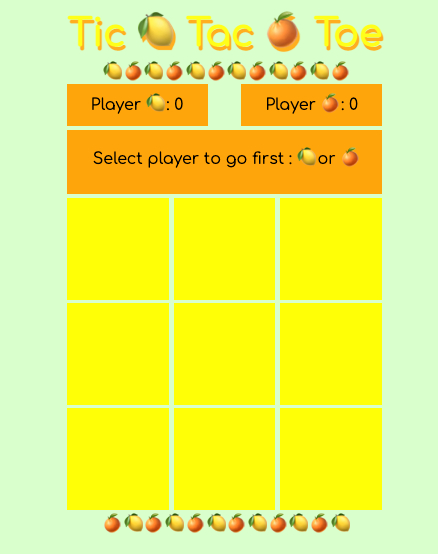 Tic 🍋 Tac 🍊 Toe
🍋🍊🍋🍊🍋🍊🍋🍊🍋🍊🍋🍊
Player 🍋: 0
Player 🍊: 0
Select player to go first : 🍋or 🍊
🍊🍋🍊🍋🍊🍋🍊🍋🍊🍋🍊🍋